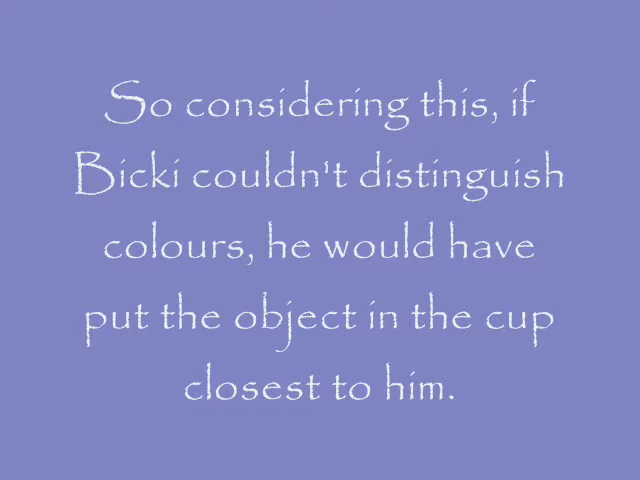 So considering this, if
Bicki couldn't distinguish
colours, he would have
put the object in the cup
closest to him.